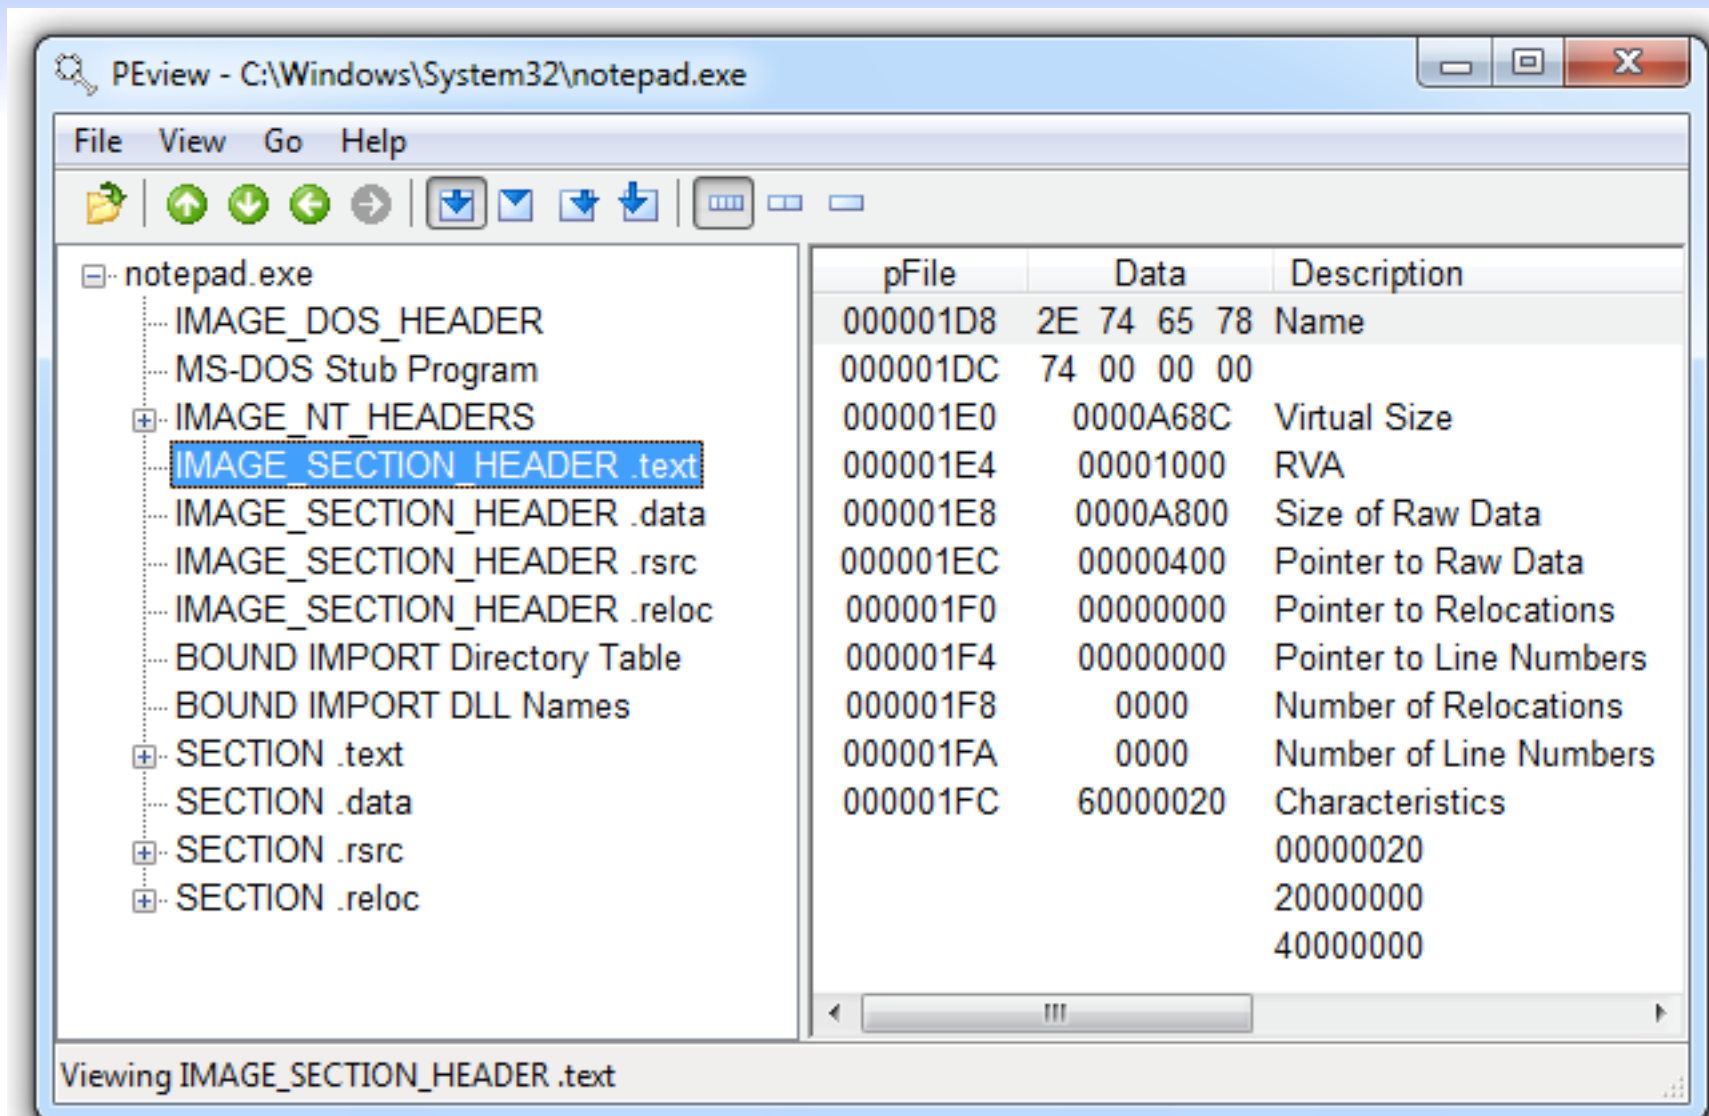 PEview - C:\Windows\System32\notepad.exe
File View Go Help
notepad.exe
IMAGE_DOS_HEADER
MS-DOS Stub Program
IMAGE_NT_HEADERS
IMAGE_SECTION_HEADER .text
IMAGE_SECTION_HEADER .data
IMAGE_SECTION_HEADER .rsrc
IMAGE_SECTION_HEADER .reloc
BOUND IMPORT Directory Table
BOUND IMPORT DLL Names
SECTION .text
SECTION .data
SECTION .rsrc
SECTION .reloc
pFile Data Description
000001D8 2E 74 65 78 Name
000001DC 74 00 00 00
000001E0 0000A68C Virtual Size
000001E4 00001000 RVA
000001E8 0000A800 Size of Raw Data
000001EC 00000400 Pointer to Raw Data
000001F0 00000000 Pointer to Relocations
000001F4 00000000 Pointer to Line Numbers
000001F8 0000 Number of Relocations
000001FA 0000 Number of Line Numbers
000001FC 60000020 Characteristics
00000020
20000000
40000000
Viewing IMAGE_SECTION_HEADER .text